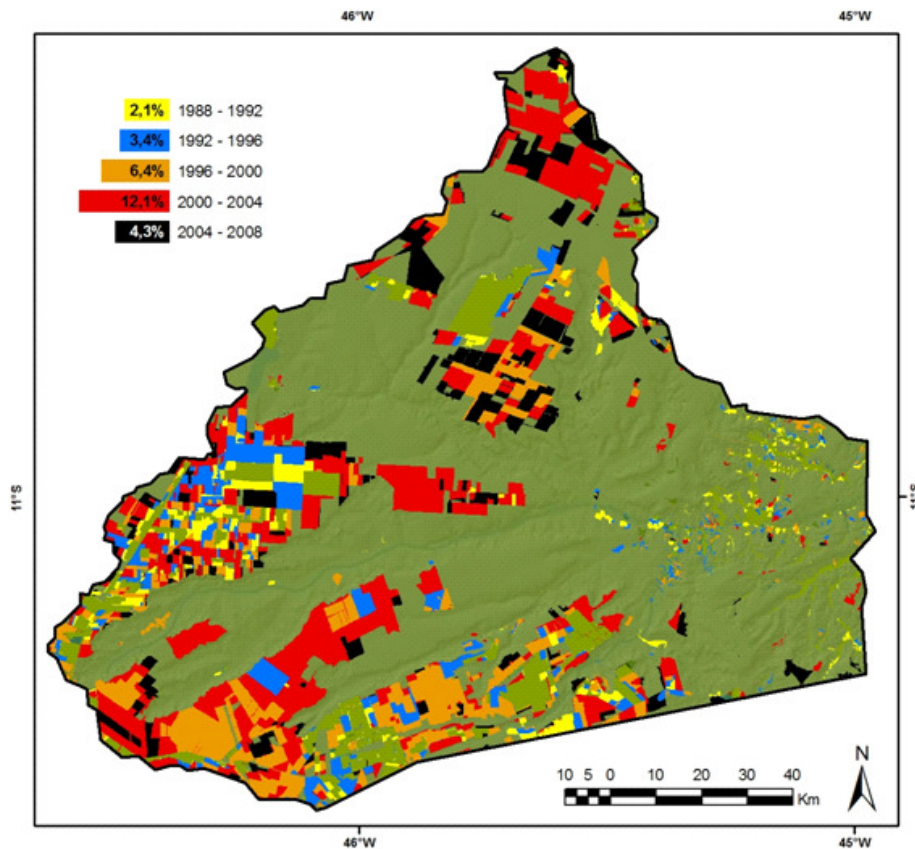 46°W 45°W
2,1% 1988 - 1992
3,4% 1992 - 1996
6,4% 1996 - 2000
12,1% 2000 - 2004
4,3% 2004 - 2008
11°S 11°S
N
10 5 0 10 20 30 40
Km
46°W 45°W